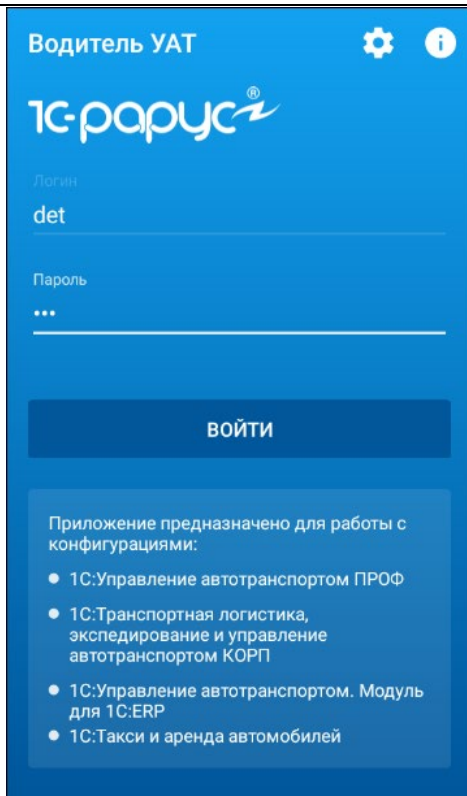 Водитель УАТ
1С-рарус®
Логин
det
Пароль
•••
ВОЙТИ
Приложение предназначено для работы с
конфигурациями:
• 1С:Управление автотранспортом ПРОФ
• 1С:Транспортная логистика,
экспедирование и управление
автотранспортом КОРП
• 1С:Управление автотранспортом. Модуль
для 1С:ERP
• 1С:Такси и аренда автомобилей